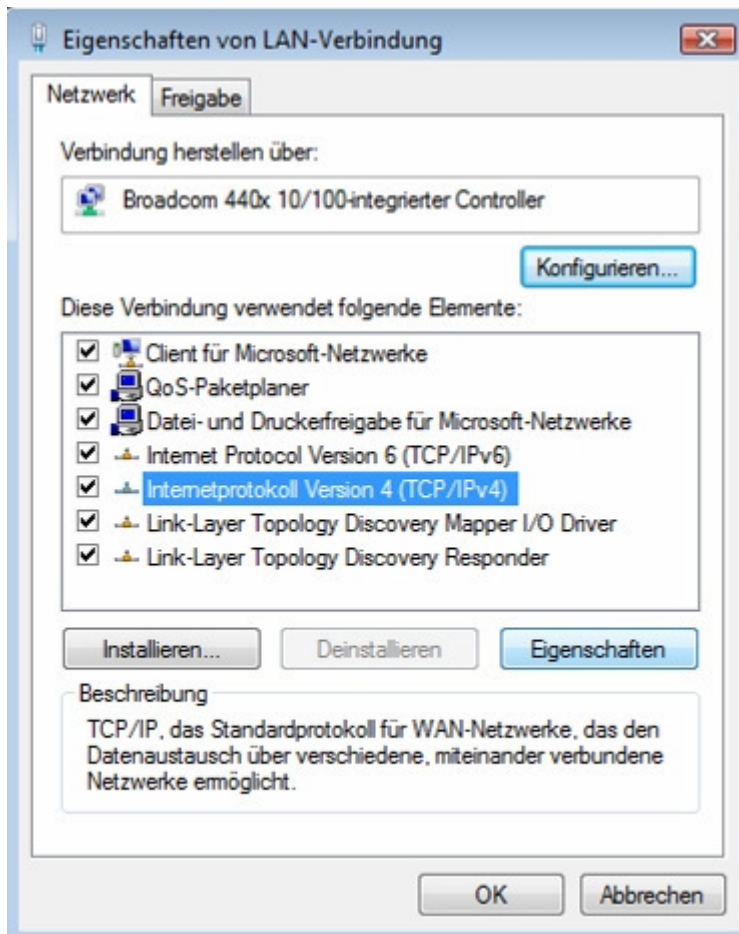 Eigenschaften von LAN-Verbindung
Netzwerk Freigabe
Verbindung herstellen über:
Broadcom 440x 10/100-integrierter Controller
Konfigurieren...
Diese Verbindung verwendet folgende Elemente:
Client für Microsoft-Netzwerke
QoS-Paketplaner
Datei- und Druckerfreigabe für Microsoft-Netzwerke
Internet Protocol Version 6 (TCP/IPv6)
Internetprotokoll Version 4 (TCP/IPv4)
Link-Layer Topology Discovery Mapper I/O Driver
Link-Layer Topology Discovery Responder
Installieren... Deinstallieren Eigenschaften
Beschreibung
TCP/IP, das Standardprotokoll für WAN-Netzwerke, das den
Datenaustausch über verschiedene, miteinander verbundene
Netzwerke ermöglicht.
OK Abbrechen